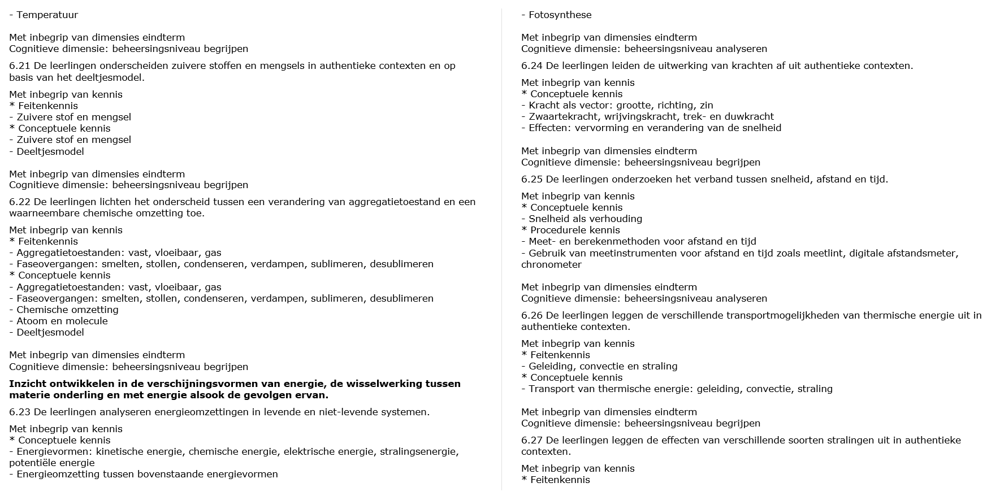 - Temperatuur
Met inbegrip van dimensies eindterm
Cognitieve dimensie: beheersingsniveau begrijpen
6.21 De leerlingen onderscheiden zuivere stoffen en mengsels in authentieke contexten en op
basis van het deeltjesmodel.
Met inbegrip van kennis
* Feitenkennis
- Zuivere stof en mengsel
* Conceptuele kennis
- Zuivere stof en mengsel
- Deeltjesmodel
Met inbegrip van dimensies eindterm
Cognitieve dimensie: beheersingsniveau begrijpen
6.22 De leerlingen lichten het onderscheid tussen een verandering van aggregatietoestand en een
waarneembare chemische omzetting toe.
Met inbegrip van kennis
* Feitenkennis
- Aggregatietoestanden: vast, vloeibaar, gas
- Faseovergangen: smelten, stollen, condenseren, verdampen, sublimeren, desublimeren
* Conceptuele kennis
- Aggregatietoestanden: vast, vloeibaar, gas
- Faseovergangen: smelten, stollen, condenseren, verdampen, sublimeren, desublimeren
- Chemische omzetting
- Atoom en molecule
- Deeltjesmodel
Met inbegrip van dimensies eindterm
Cognitieve dimensie: beheersingsniveau begrijpen
Inzicht ontwikkelen in de verschijningsvormen van energie, de wisselwerking tussen
materie onderling en met energie alsook de gevolgen ervan.
6.23 De leerlingen analyseren energieomzettingen in levende en niet-levende systemen.
Met inbegrip van kennis
* Conceptuele kennis
- Energievormen: kinetische energie, chemische energie, elektrische energie, stralingsenergie,
potentiële energie
- Energieomzetting tussen bovenstaande energievormen
- Fotosynthese
Met inbegrip van dimensies eindterm
Cognitieve dimensie: beheersingsniveau analyseren
6.24 De leerlingen leiden de uitwerking van krachten af uit authentieke contexten.
Met inbegrip van kennis
* Conceptuele kennis
- Kracht als vector: grootte, richting, zin
- Zwaartekracht, wrijvingskracht, trek- en duwkracht
- Effecten: vervorming en verandering van de snelheid
Met inbegrip van dimensies eindterm
Cognitieve dimensie: beheersingsniveau begrijpen
6.25 De leerlingen onderzoeken het verband tussen snelheid, afstand en tijd.
Met inbegrip van kennis
* Conceptuele kennis
- Snelheid als verhouding
* Procedurele kennis
- Meet- en berekenmethoden voor afstand en tijd
- Gebruik van meetinstrumenten voor afstand en tijd zoals meetlint, digitale afstandsmeter,
chronometer
Met inbegrip van dimensies eindterm
Cognitieve dimensie: beheersingsniveau analyseren
6.26 De leerlingen leggen de verschillende transportmogelijkheden van thermische energie uit in
authentieke contexten.
Met inbegrip van kennis
* Feitenkennis
- Geleiding, convectie en straling
* Conceptuele kennis
- Transport van thermische energie: geleiding, convectie, straling
Met inbegrip van dimensies eindterm
Cognitieve dimensie: beheersingsniveau begrijpen
6.27 De leerlingen leggen de effecten van verschillende soorten stralingen uit in authentieke
contexten.
Met inbegrip van kennis
* Feitenkennis